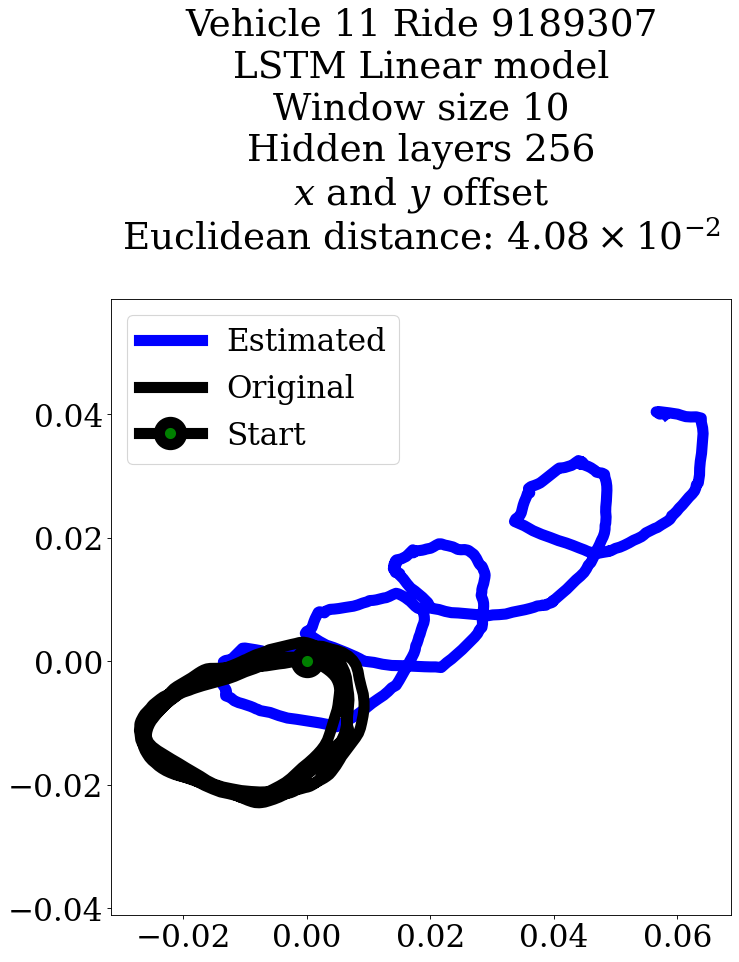 Vehicle 11 Ride 9189307
LSTM Linear model
Window size 10
Hidden layers 256
x and y offset
Euclidean distance: 4.08 × 10⁻²
Estimated
Original
Start
0.04
0.02
0.00
−0.02
−0.04
−0.02 0.00 0.02 0.04 0.06